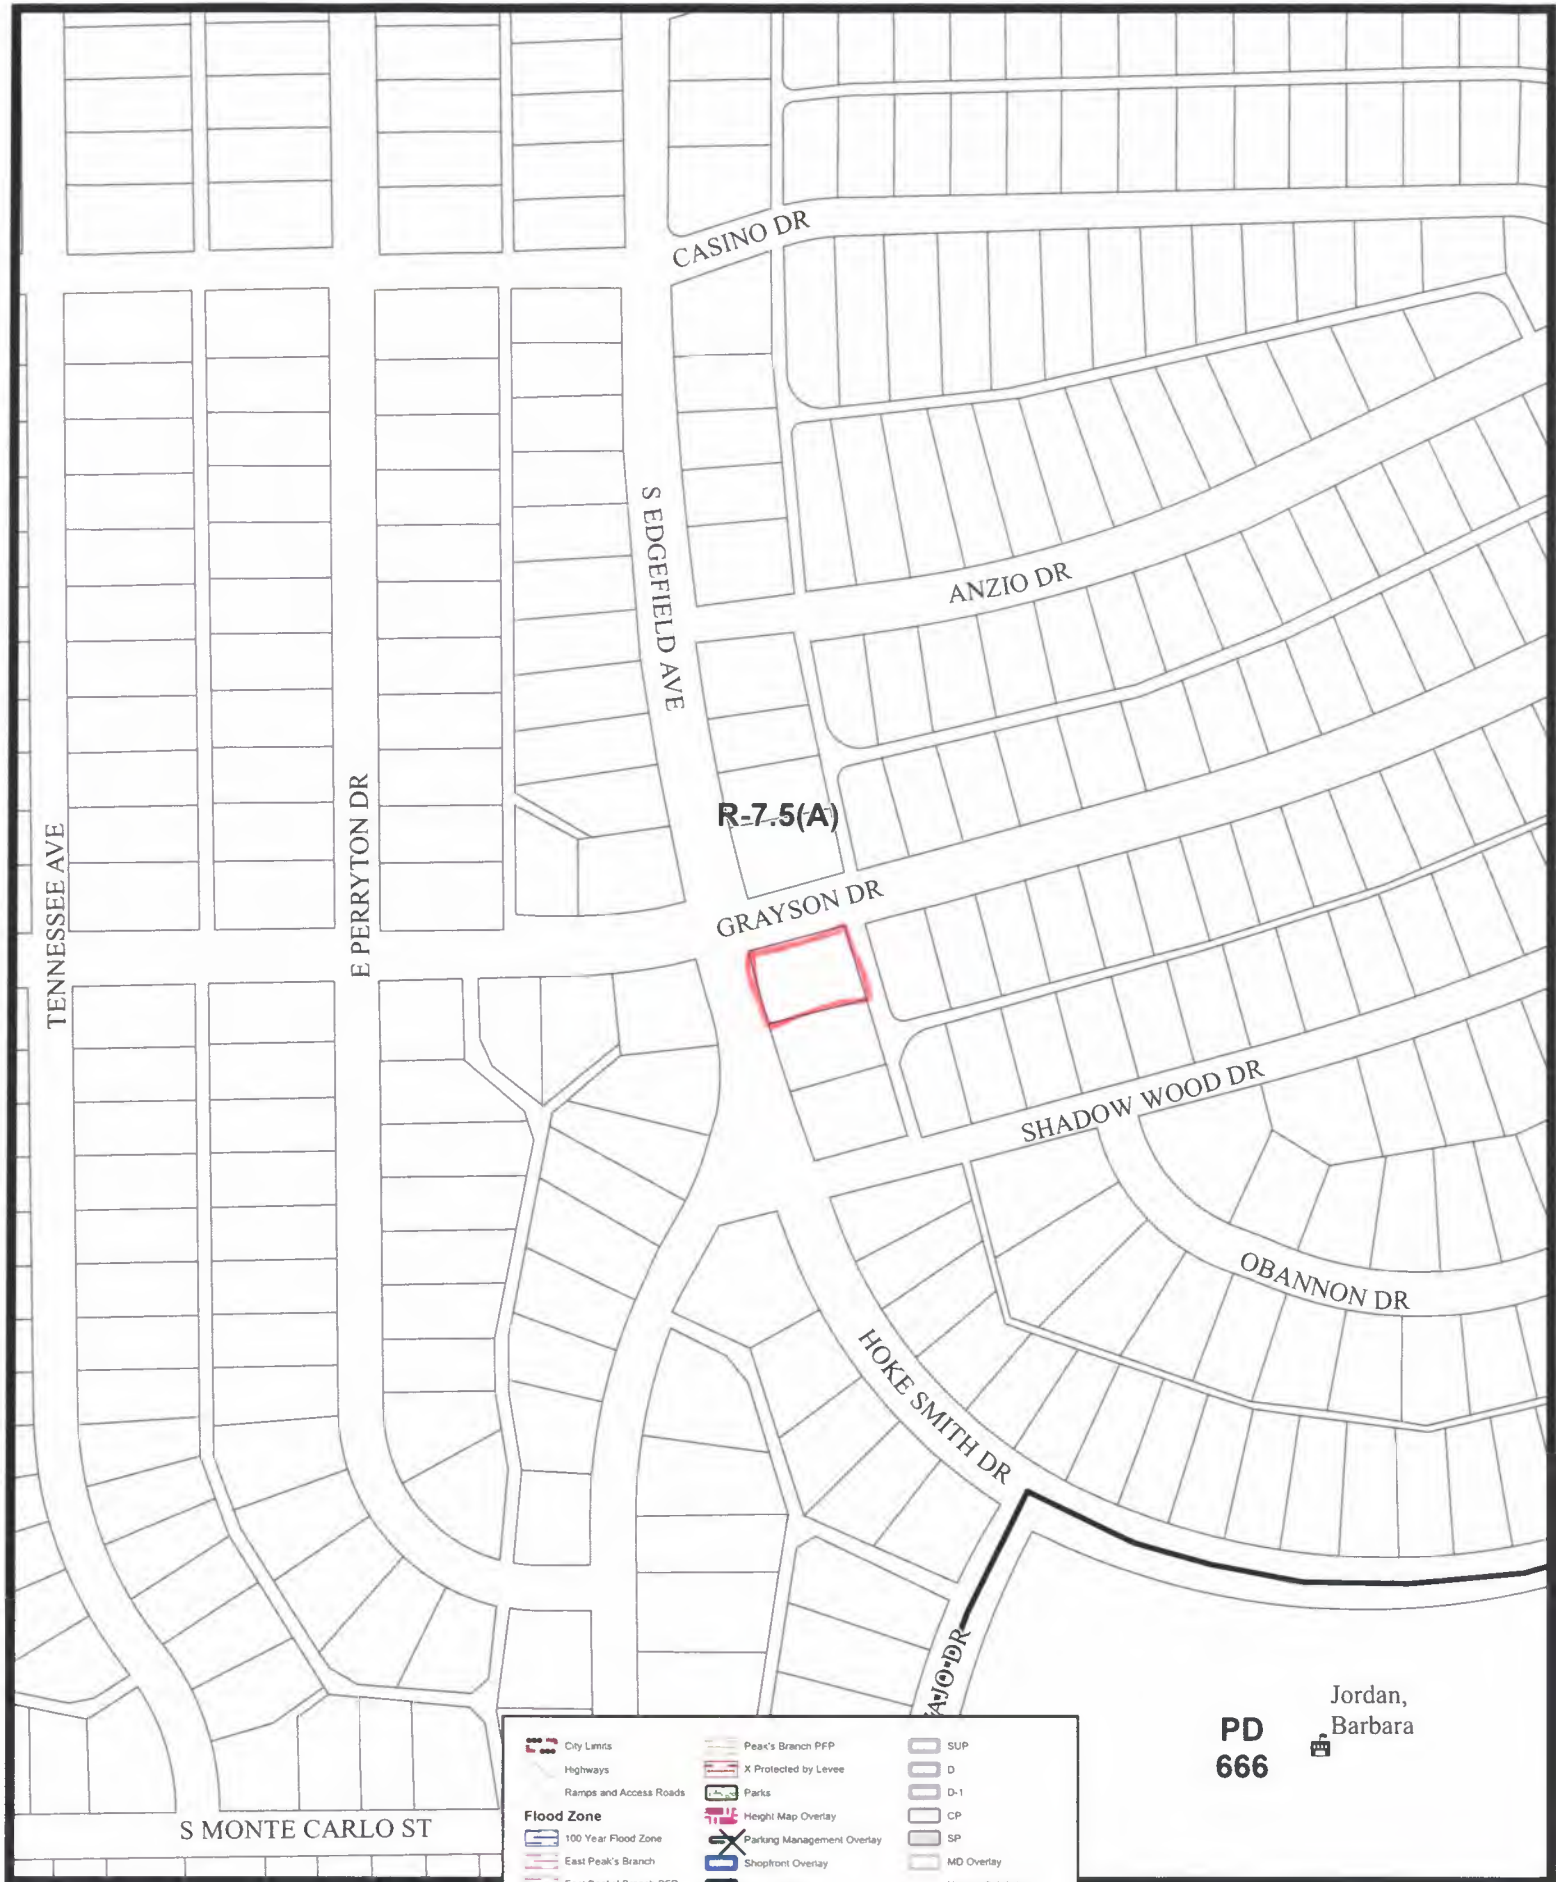 CASINO DR
S EDGEFIELD AVE
ANZIO DR
R-7.5(A)
TENNESSEE AVE
E PERRYTON DR
GRAYSON DR
SHADOW WOOD DR
OBANNON DR
HOKE SMITH DR
AJO DR
Jordan,
Barbara
PD
666
S MONTE CARLO ST
City Limits
Highways
Ramps and Access Roads
Flood Zone
100 Year Flood Zone
East Peak's Branch
Peak's Branch PFP
X Protected by Levee
Parks
Height Map Overlay
Parking Management Overlay
Shopfront Overlay
SUP
D
D-1
CP
SP
MD Overlay